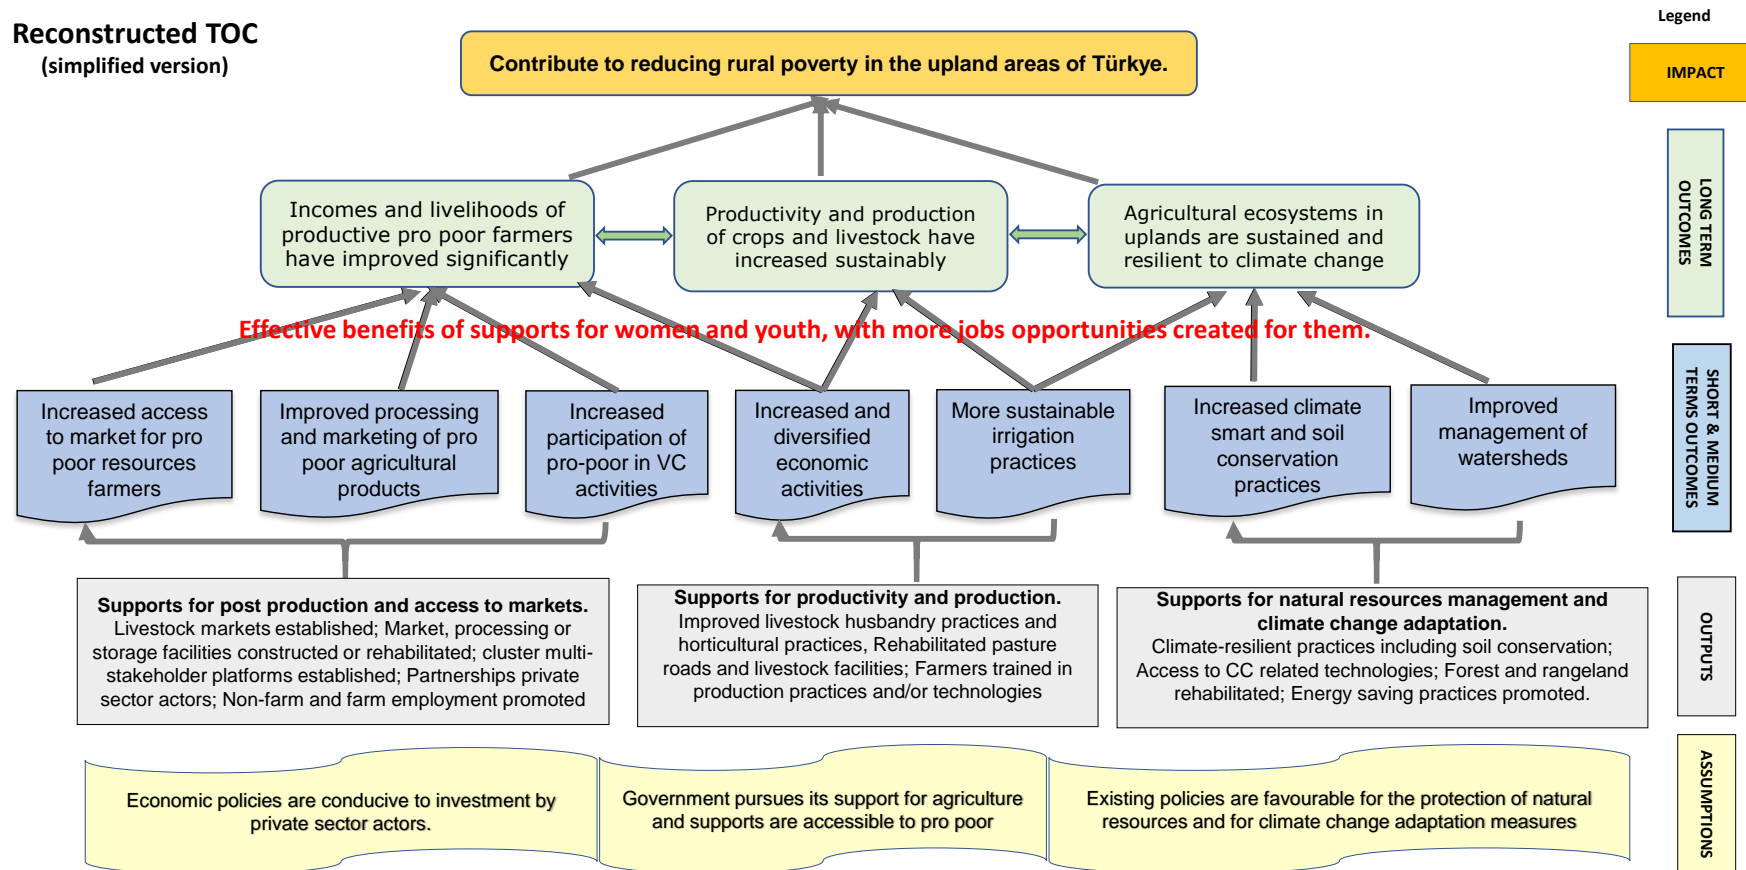 Reconstructed TOC
(simplified version)
Legend
Contribute to reducing rural poverty in the upland areas of Türkye.
IMPACT
Incomes and livelihoods of
productive pro poor farmers
have improved significantly
Productivity and production
of crops and livestock have
increased sustainably
Agricultural ecosystems in
uplands are sustained and
resilient to climate change
LONG TERM
OUTCOMES
Effective benefits of supports for women and youth, with more jobs opportunities created for them.
Increased access
to market for pro
poor resources
farmers
Improved processing
and marketing of pro
poor agricultural
products
Increased
participation of
pro-poor in VC
activities
Increased and
diversified
economic
activities
More sustainable
irrigation
practices
Increased climate
smart and soil
conservation
practices
Improved
management of
watersheds
SHORT & MEDIUM
TERMS OUTCOMES
Supports for post production and access to markets.
Livestock markets established; Market, processing or
storage facilities constructed or rehabilitated; cluster multi-
stakeholder platforms established; Partnerships private
sector actors; Non-farm and farm employment promoted
Supports for productivity and production.
Improved livestock husbandry practices and
horticultural practices, Rehabilitated pasture
roads and livestock facilities; Farmers trained in
production practices and/or technologies
Supports for natural resources management and
climate change adaptation.
Climate-resilient practices including soil conservation;
Access to CC related technologies; Forest and rangeland
rehabilitated; Energy saving practices promoted.
OUTPUTS
Economic policies are conducive to investment by
private sector actors.
Government pursues its support for agriculture
and supports are accessible to pro poor
Existing policies are favourable for the protection of natural
resources and for climate change adaptation measures
ASSUMPTIONS